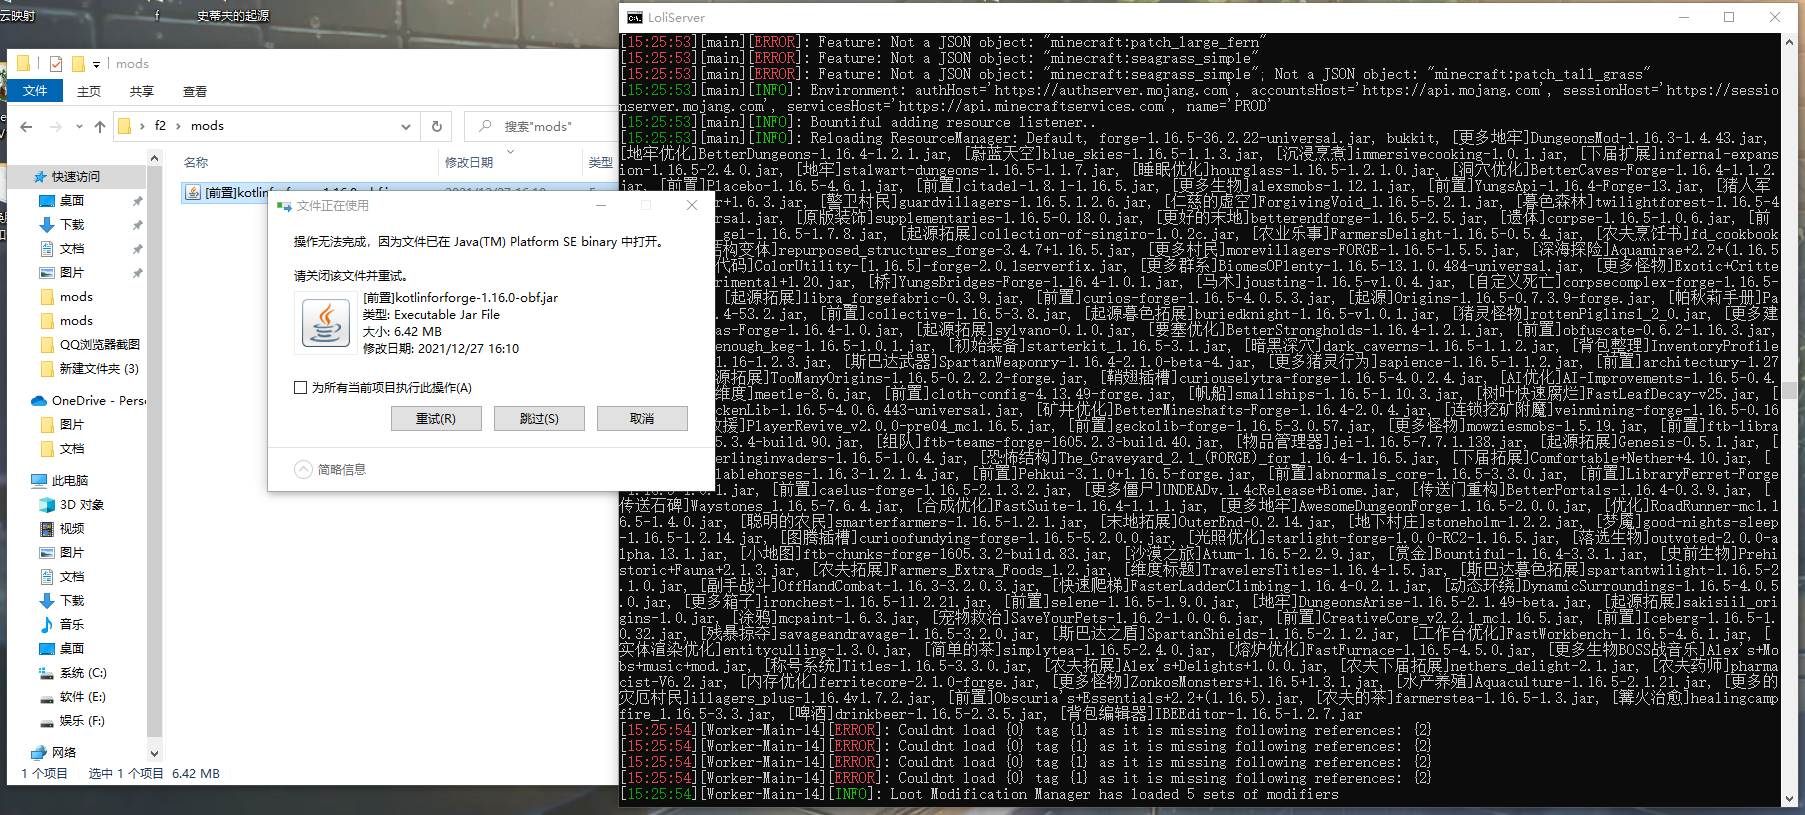 云映射
f
史蒂夫的起源
mods
文件
主页
共享
查看
f2 › mods
搜索"mods"
名称
修改日期
类型
快速访问
桌面
下载
文档
图片
mods
mods
QQ浏览器截图
新建文件夹 (3)
OneDrive - Pers
图片
文档
此电脑
3D 对象
视频
图片
文档
下载
音乐
桌面
系统 (C:)
软件 (E:)
娱乐 (F:)
网络
1 个项目
选中 1 个项目 6.42 MB
文件正在使用
操作无法完成，因为文件已在 Java(TM) Platform SE binary 中打开。
请关闭该文件并重试。
[前置]kotlinforforge-1.16.0-obf.jar
类型: Executable Jar File
大小: 6.42 MB
修改日期: 2021/12/27 16:10
为所有当前项目执行此操作(A)
重试(R)
跳过(S)
取消
简略信息
LoliServer
[15:25:53][main][ERROR]: Feature: Not a JSON object: "minecraft:patch_large_fern"
[15:25:53][main][ERROR]: Feature: Not a JSON object: "minecraft:seagrass_simple"
[15:25:53][main][ERROR]: Feature: Not a JSON object: "minecraft:seagrass_simple"; Not a JSON object: "minecraft:patch_tall_grass"
[15:25:53][main][INFO]: Environment: authHost='https://authserver.mojang.com', accountsHost='https://api.mojang.com', sessionHost='https://sessio
nserver.mojang.com', servicesHost='https://api.minecraftservices.com', name='PROD'
[15:25:53][main][INFO]: Bountiful adding resource listener..
[15:25:53][main][INFO]: Reloading ResourceManager: Default, forge-1.16.5-36.2.22-universal.jar, bukkit, [更多地牢]DungeonsMod-1.16.3-1.4.43.jar,
[地牢优化]BetterDungeons-1.16.4-1.2.1.jar, [蔚蓝天空]blue_skies-1.16.5-1.1.3.jar, [沉浸烹煮]immersivecooking-1.0.1.jar, [下届扩展]infernal-expans
ion-1.16.5-2.4.0.jar, [地牢]stalwart-dungeons-1.16.5-1.1.7.jar, [睡眠优化]hourglass-1.16.5-1.2.1.0.jar, [洞穴优化]BetterCaves-Forge-1.16.4-1.1.2.
jar, [前置]Placebo-1.16.5-4.6.1.jar, [前置]citadel-1.8.1-1.16.5.jar, [更多生物]alexsmobs-1.12.1.jar, [前置]YungsApi-1.16.4-Forge-13.jar, [猪人军
r+1.6.3.jar, [警卫村民]guardvillagers-1.16.5.1.2.6.jar, [仁慈的虚空]ForgivingVoid_1.16.5-5.2.1.jar, [暮色森林]twilightforest-1.16.5-4
rsal.jar, [原版装饰]supplementaries-1.16.5-0.18.0.jar, [更好的末地]betterendforge-1.16.5-2.5.jar, [遗体]corpse-1.16.5-1.0.6.jar, [前
gel-1.16.5-1.7.8.jar, [起源拓展]collection-of-singiro-1.0.2c.jar, [农业乐事]FarmersDelight-1.16.5-0.5.4.jar, [农夫烹饪书]fd_cookbook
结构变体]repurposed_structures_forge-3.4.7+1.16.5.jar, [更多村民]morevillagers-FORGE-1.16.5-1.5.5.jar, [深海探险]Aquamirae+2.2+(1.16.5
代码]ColorUtility-[1.16.5]-forge-2.0.1serverfix.jar, [更多群系]BiomesOPlenty-1.16.5-13.1.0.484-universal.jar, [更多怪物]Exotic+Critte
rimental+1.20.jar, [桥]YungsBridges-Forge-1.16.4-1.0.1.jar, [马术]jousting-1.16.5-v1.0.4.jar, [自定义死亡]corpsecomplex-forge-1.16.5
[起源拓展]libra_forgefabric-0.3.9.jar, [前置]curios-forge-1.16.5-4.0.5.3.jar, [起源]Origins-1.16.5-0.7.3.9-forge.jar, [帕秋莉手册]Pa
.4-53.2.jar, [前置]collective-1.16.5-3.8.jar, [起源暮色拓展]buriedknight-1.16.5-v1.0.1.jar, [猪灵怪物]rottenPiglins1_2_0.jar, [更多建
as-Forge-1.16.4-1.0.jar, [起源拓展]sylvano-0.1.0.jar, [要塞优化]BetterStrongholds-1.16.4-1.2.1.jar, [前置]obfuscate-0.6.2-1.16.3.jar,
enough_keg-1.16.5-1.0.1.jar, [初始装备]starterkit_1.16.5-3.1.jar, [暗黑深穴]dark_caverns-1.16.5-1.1.2.jar, [背包整理]InventoryProfile
1.16-1.2.3.jar, [斯巴达武器]SpartanWeaponry-1.16.4-2.1.0-beta-4.jar, [更多猪灵行为]sapience-1.16.5-1.1.2.jar, [前置]architectury-1.27
源拓展]TooManyOrigins-1.16.5-0.2.2.2-forge.jar, [鞘翅插槽]curiouselytra-forge-1.16.5-4.0.2.4.jar, [AI优化]AI-Improvements-1.16.5-0.4
维度]meetle-8.6.jar, [前置]cloth-config-4.13.49-forge.jar, [帆船]smallships-1.16.5-1.10.3.jar, [树叶快速腐烂]FastLeafDecay-v25.jar, [
ckenLib-1.16.5-4.0.6.443-universal.jar, [矿井优化]BetterMineshafts-Forge-1.16.4-2.0.4.jar, [连锁挖矿附魔]veinmining-forge-1.16.5-0.16
救援]PlayerRevive_v2.0.0-pre04_mc1.16.5.jar, [前置]geckolib-forge-1.16.5-3.0.57.jar, [更多怪物]mowziesmobs-1.5.19.jar, [前置]ftb-libra
5.3.4-build.90.jar, [组队]ftb-teams-forge-1605.2.3-build.40.jar, [物品管理器]jei-1.16.5-7.7.1.138.jar, [起源拓展]Genesis-0.5.1.jar, [
erlinginvaders-1.16.5-1.0.4.jar, [恐怖结构]The_Graveyard_2.1_(FORGE)_for_1.16.4-1.16.5.jar, [下届拓展]Comfortable+Nether+4.10.jar, [
lablehorses-1.16.3-1.2.1.4.jar, [前置]Pehkui-3.1.0+1.16.5-forge.jar, [前置]abnormals_core-1.16.5-3.3.0.jar, [前置]LibraryFerret-Forge
1.jar, [前置]caelus-forge-1.16.5-2.1.3.2.jar, [更多僵尸]UNDEADv.1.4cRelease+Biome.jar, [传送门重构]BetterPortals-1.16.4-0.3.9.jar, [
传送石碑]Waystones_1.16.5-7.6.4.jar, [合成优化]FastSuite-1.16.4-1.1.1.jar, [更多地牢]AwesomeDungeonForge-1.16.5-2.0.0.jar, [优化]RoadRunner-mc1.1
6.5-1.4.0.jar, [聪明的农民]smarterfarmers-1.16.5-1.2.1.jar, [末地拓展]OuterEnd-0.2.14.jar, [地下村庄]stoneholm-1.2.2.jar, [梦魇]good-nights-sleep
-1.16.5-1.2.14.jar, [图腾插槽]curioofundying-forge-1.16.5-5.2.0.0.jar, [光照优化]starlight-forge-1.0.0-RC2-1.16.5.jar, [落选生物]outvoted-2.0.0-a
lpha.13.1.jar, [小地图]ftb-chunks-forge-1605.3.2-build.83.jar, [沙漠之旅]Atum-1.16.5-2.2.9.jar, [赏金]Bountiful-1.16.4-3.3.1.jar, [史前生物]Prehi
storic+Fauna+2.1.3.jar, [农夫拓展]Farmers_Extra_Foods_1.2.jar, [维度标题]TravelersTitles-1.16.4-1.5.jar, [斯巴达暮色拓展]spartantwilight-1.16.5-2
.1.0.jar, [副手战斗]OffHandCombat-1.16.3-3.2.0.3.jar, [快速爬梯]FasterLadderClimbing-1.16.4-0.2.1.jar, [动态环绕]DynamicSurroundings-1.16.5-4.0.5
.0.jar, [更多箱子]ironchest-1.16.5-11.2.21.jar, [前置]selene-1.16.5-1.9.0.jar, [地牢]DungeonsArise-1.16.5-2.1.49-beta.jar, [起源拓展]sakisiil_ori
gins-1.0.jar, [涂鸦]mcpaint-1.6.3.jar, [宠物救治]SaveYourPets-1.16.2-1.0.0.6.jar, [前置]CreativeCore_v2.2.1_mc1.16.5.jar, [前置]Iceberg-1.16.5-1.
0.32.jar, [残暴掠夺]savageandravage-1.16.5-3.2.0.jar, [斯巴达之盾]SpartanShields-1.16.5-2.1.2.jar, [工作台优化]FastWorkbench-1.16.5-4.6.1.jar, [
实体渲染优化]entityculling-1.3.0.jar, [简单的茶]simplytea-1.16.5-2.4.0.jar, [熔炉优化]FastFurnace-1.16.5-4.5.0.jar, [更多生物BOSS战音乐]Alex's+Mo
bs+music+mod.jar, [称号系统]Titles-1.16.5-3.3.0.jar, [农夫拓展]Alex's+Delights+1.0.0.jar, [农夫下届拓展]nethers_delight-2.1.jar, [农夫药师]pharma
cist-V6.2.jar, [内存优化]ferritecore-2.1.0-forge.jar, [更多怪物]ZonkosMonsters+1.16.5+1.3.1.jar, [水产养殖]Aquaculture-1.16.5-2.1.21.jar, [更多的
灾厄村民]illagers_plus-1.16.4v1.7.2.jar, [前置]Obscuria's+Essentials+2.2+(1.16.5).jar, [农夫的茶]farmerstea-1.16.5-1.3.jar, [篝火治愈]healingcamp
fire_1.16.5-3.3.jar, [啤酒]drinkbeer-1.16.5-2.3.5.jar, [背包编辑器]IBEEditor-1.16.5-1.2.7.jar
[15:25:54][Worker-Main-14][ERROR]: Couldnt load {0} tag {1} as it is missing following references: {2}
[15:25:54][Worker-Main-14][ERROR]: Couldnt load {0} tag {1} as it is missing following references: {2}
[15:25:54][Worker-Main-14][ERROR]: Couldnt load {0} tag {1} as it is missing following references: {2}
[15:25:54][Worker-Main-14][ERROR]: Couldnt load {0} tag {1} as it is missing following references: {2}
[15:25:54][Worker-Main-14][INFO]: Loot Modification Manager has loaded 5 sets of modifiers